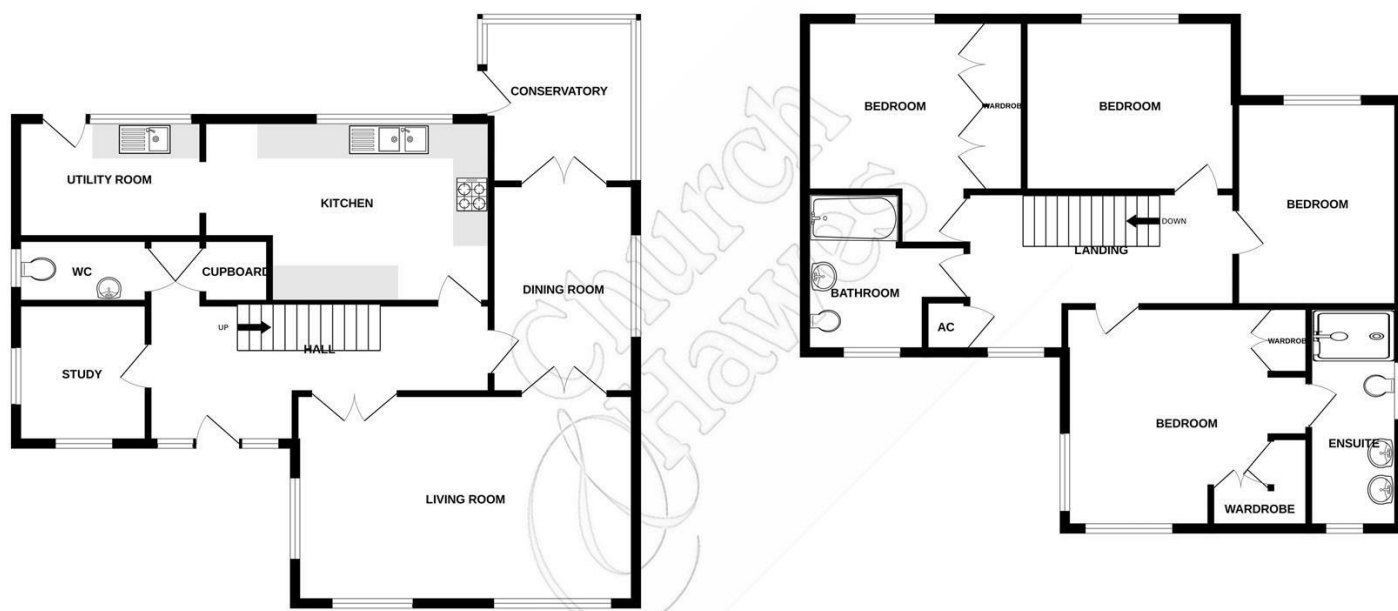 CONSERVATORY
UTILITY ROOM
KITCHEN
WC
CUPBOARD
DINING ROOM
UP
HALL
STUDY
LIVING ROOM
BEDROOM
WARDROBE
BEDROOM
BEDROOM
DOWN
LANDING
BATHROOM
AC
WARDROBE
BEDROOM
ENSUITE
WARDROBE
Church
& Hawes